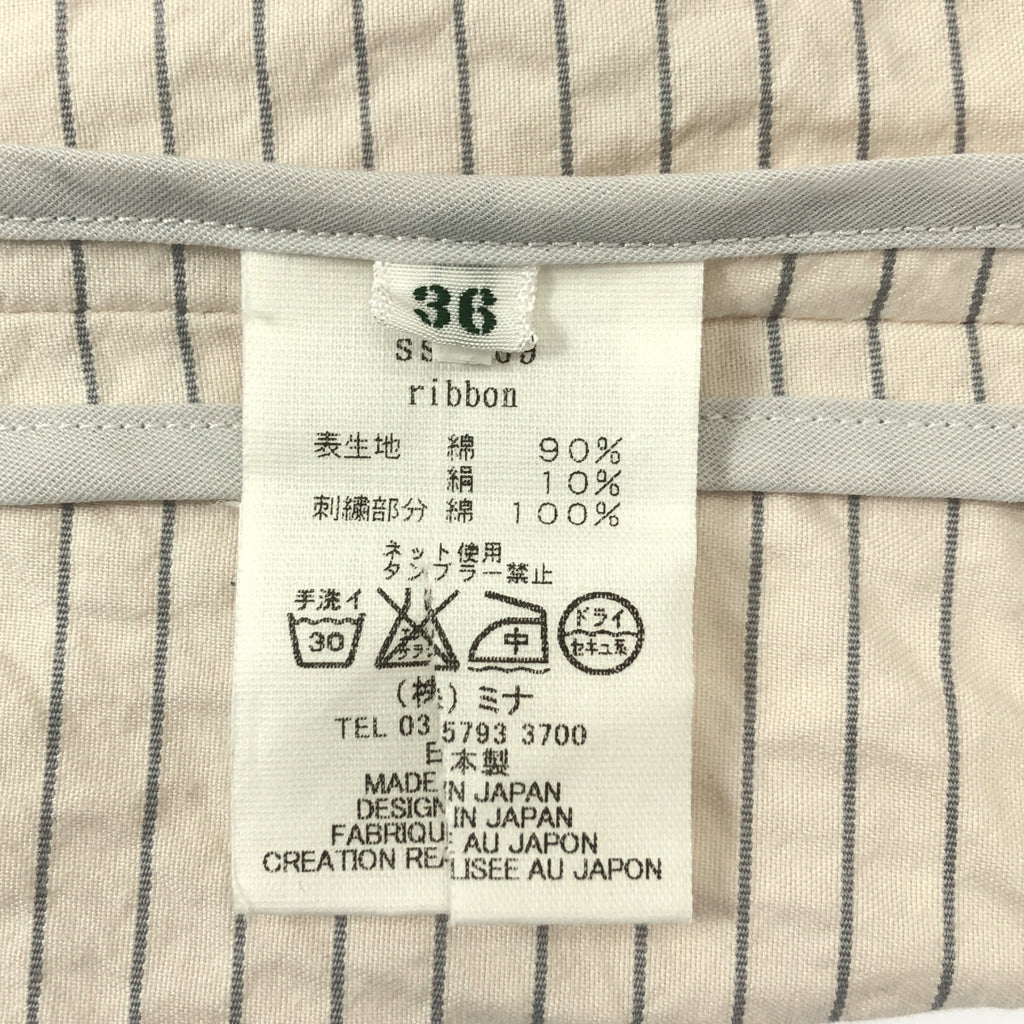 36
ribbon
表生地 綿 90%
絹 10%
刺繍部分 綿 100%
ネット使用
タンブラー禁止
手洗イ
30
中
ドライ
セキュ系
(株) ミナ
TEL 03 5793 3700
日本製
MADE IN JAPAN
DESIGN IN JAPAN
FABRIQUE AU JAPON
CREATION REALISEE AU JAPON